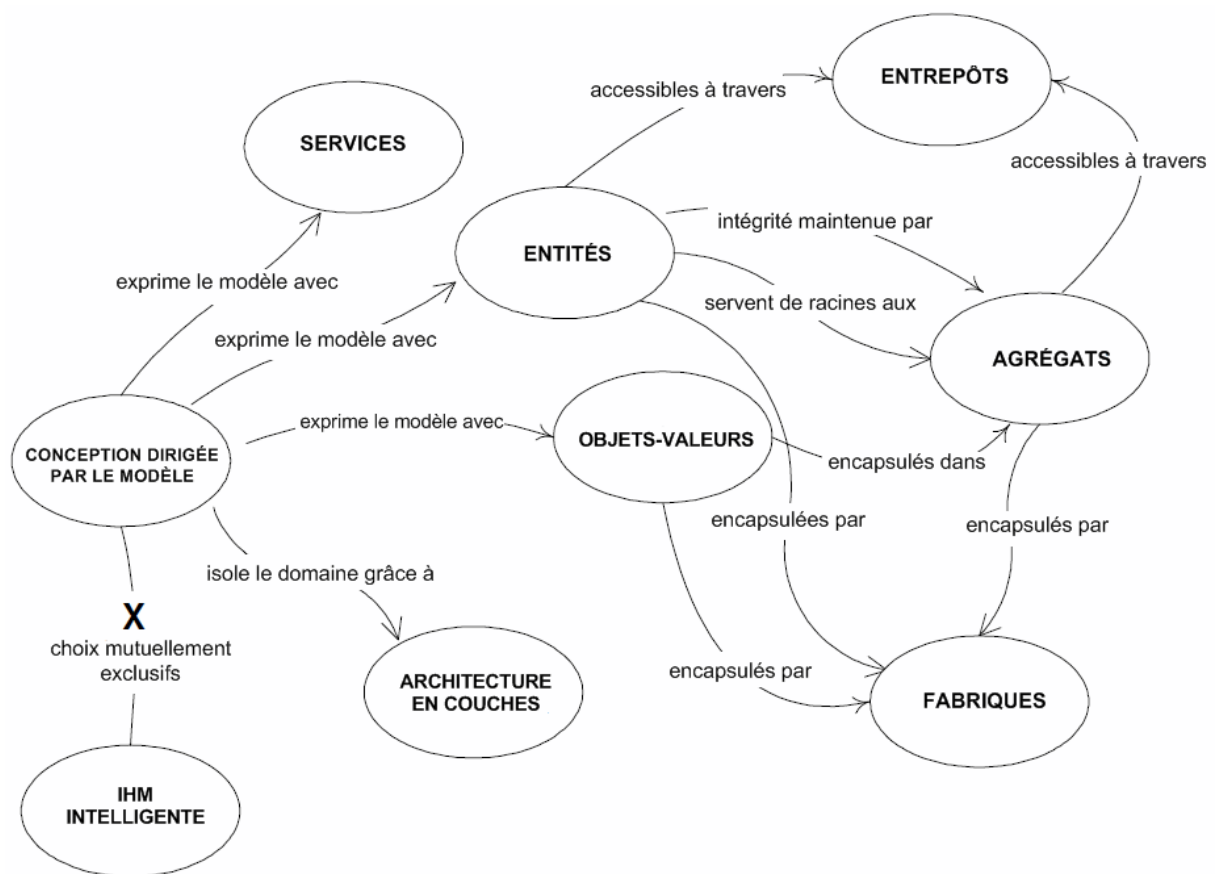 ENTREPÔTS
accessibles à travers
SERVICES
accessibles à travers
intégrité maintenue par
ENTITÉS
exprime le modèle avec
servent de racines aux
exprime le modèle avec
AGRÉGATS
exprime le modèle avec
OBJETS-VALEURS
CONCEPTION DIRIGÉE
PAR LE MODÈLE
encapsulés dans
encapsulées par
encapsulés par
isole le domaine grâce à
X
choix mutuellement
exclusifs
encapsulés par
ARCHITECTURE
EN COUCHES
FABRIQUES
IHM
INTELLIGENTE